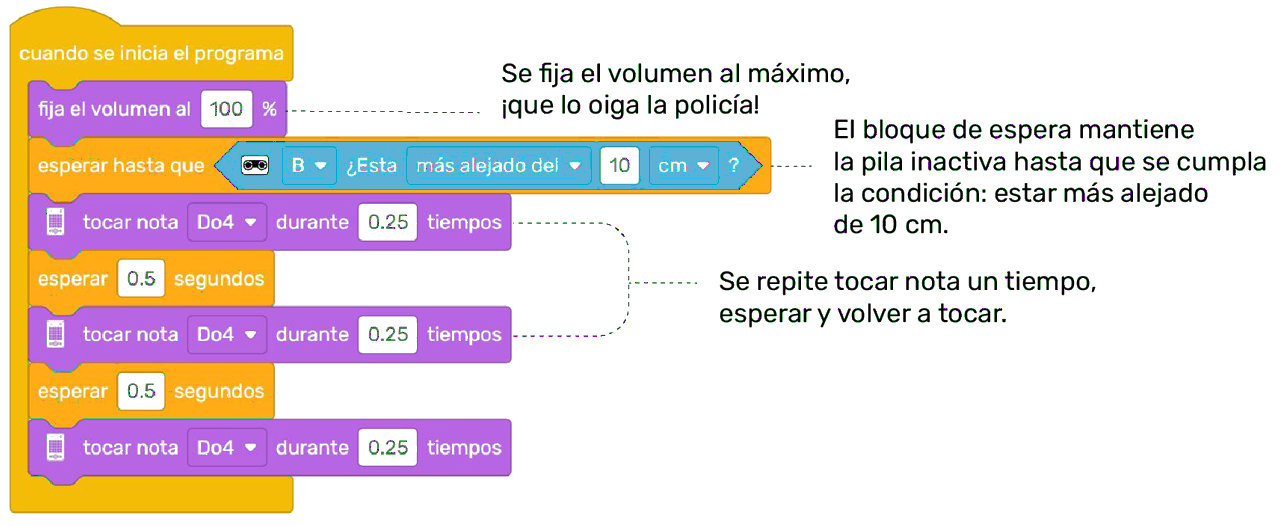 cuando se inicia el programa
fija el volumen al 100 %
Se fija el volumen al máximo,
¡que lo oiga la policía!
esperar hasta que B ¿Esta más alejado del 10 cm ?
El bloque de espera mantiene
la pila inactiva hasta que se cumpla
la condición: estar más alejado
de 10 cm.
tocar nota Do4 durante 0.25 tiempos
esperar 0.5 segundos
Se repite tocar nota un tiempo,
esperar y volver a tocar.
tocar nota Do4 durante 0.25 tiempos
esperar 0.5 segundos
tocar nota Do4 durante 0.25 tiempos